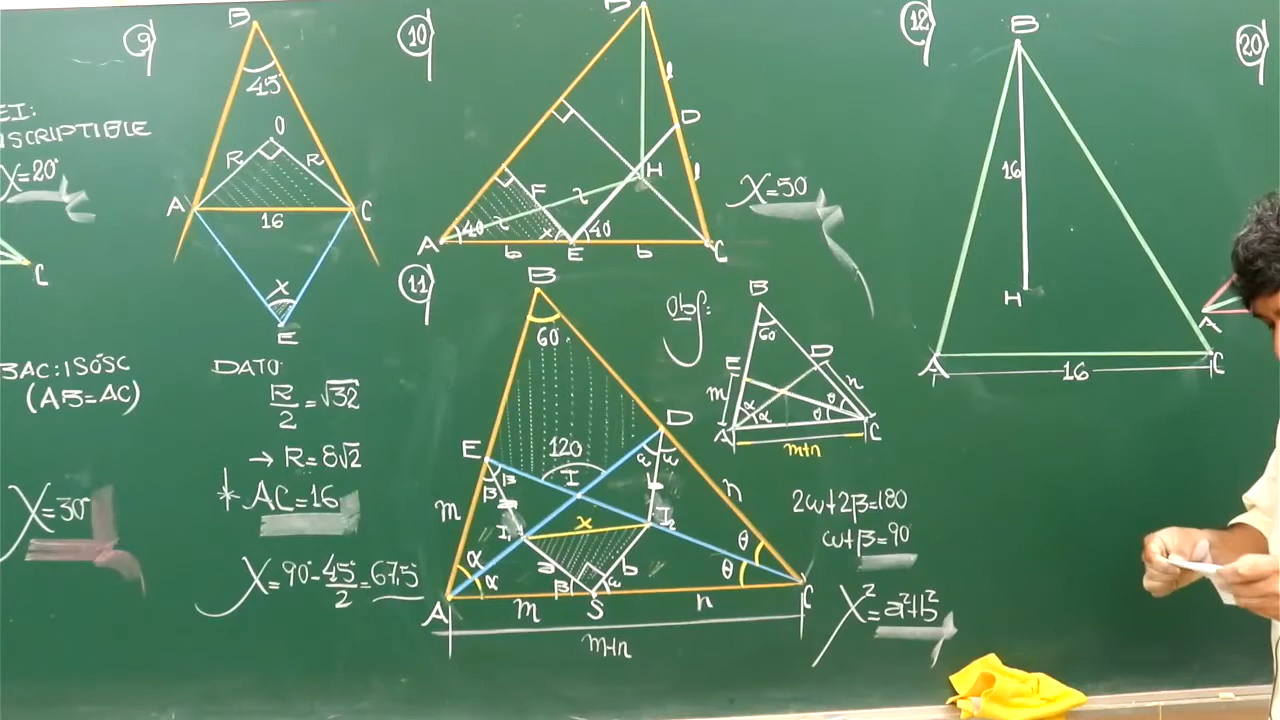 EI:
NSCRIPTIBLE
X=20°
C
BAC: ISOSC
(AB=AC)
X=30°
9
B
45°
O
R
R
A
C
16
X
E
DATO:
R/2=√32
→ R=8√2
* AC=16
X=90°-45°/2=67,5°
10
B
l
D
l
H
F
r
r
A
40
x
E
40
C
b
b
X=50°
11
B
60
E
120
D
I
β
β
ω
ω
a
b
I₁
x
I₂
m
n
α
α
θ
θ
a
b
β
ω
A
m
S
n
C
m+n
Obs:
B
60
E
D
m
n
α
α
θ
θ
A
C
m+n
2ω+2β=180
ω+β=90°
X²=a²+b²
12
B
16
H
A
16
C
20
A